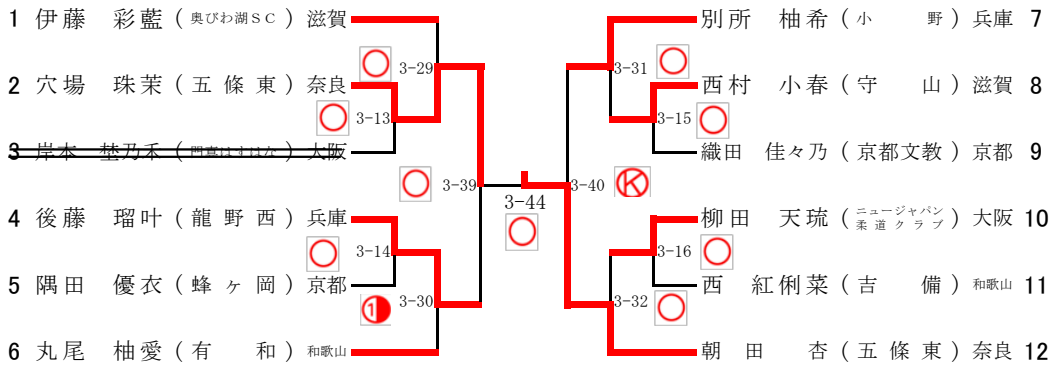 1 伊藤 彩藍 (奥びわ湖SC) 滋賀
3-29
2 穴場 珠茉 (五條東) 奈良
3-13
3 岸本 埜乃禾 (門真はすはな) 大阪
3-39
4 後藤 瑠叶 (龍野西) 兵庫
3-14
5 隅田 優衣 (蜂ヶ岡) 京都
1
3-30
6 丸尾 柚愛 (有和) 和歌山
3-44
別所 柚希 (小野) 兵庫 7
3-31
西村 小春 (守山) 滋賀 8
3-15
織田 佳々乃 (京都文教) 京都 9
3-40
K
柳田 天琉 (ニュージャパン柔道クラブ) 大阪 10
3-16
西 紅俐菜 (吉備) 和歌山 11
3-32
朝田 杏 (五條東) 奈良 12